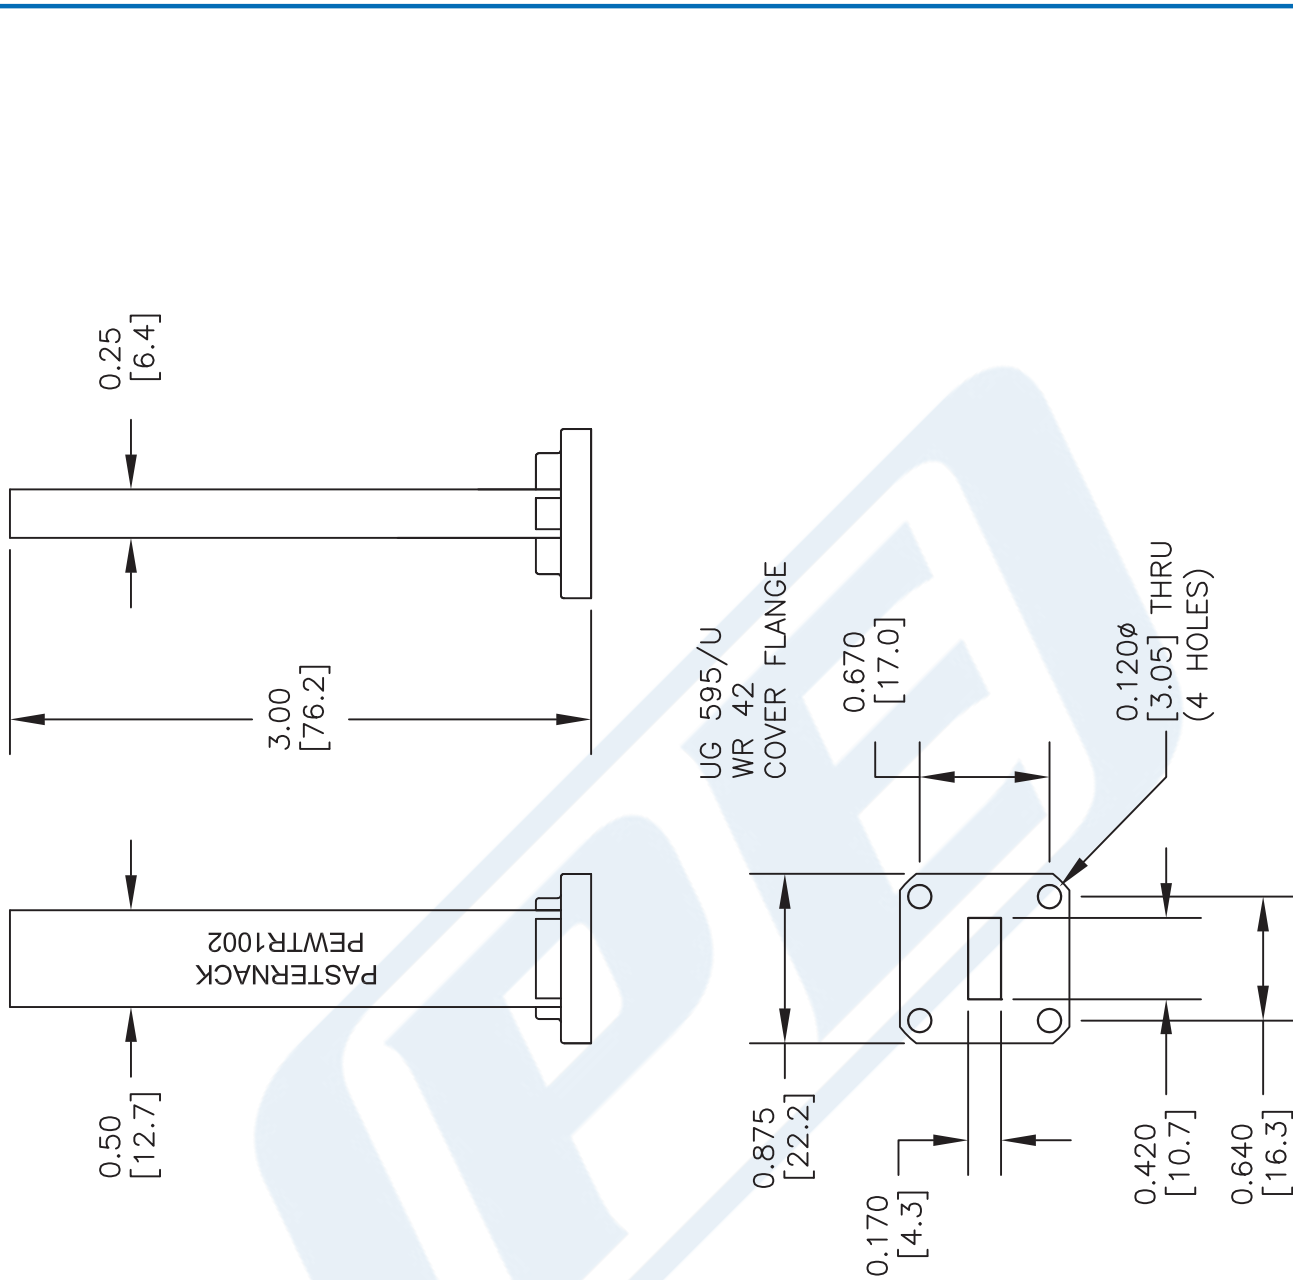 0.25
[6.4]
3.00
[76.2]
PASTERNACK
PEWTR1002
0.50
[12.7]
UG 595/U
WR 42
COVER FLANGE
0.670
[17.0]
0.120ø
[3.05] THRU
(4 HOLES)
0.875
[22.2]
0.170
[4.3]
0.420
[10.7]
0.640
[16.3]
PE